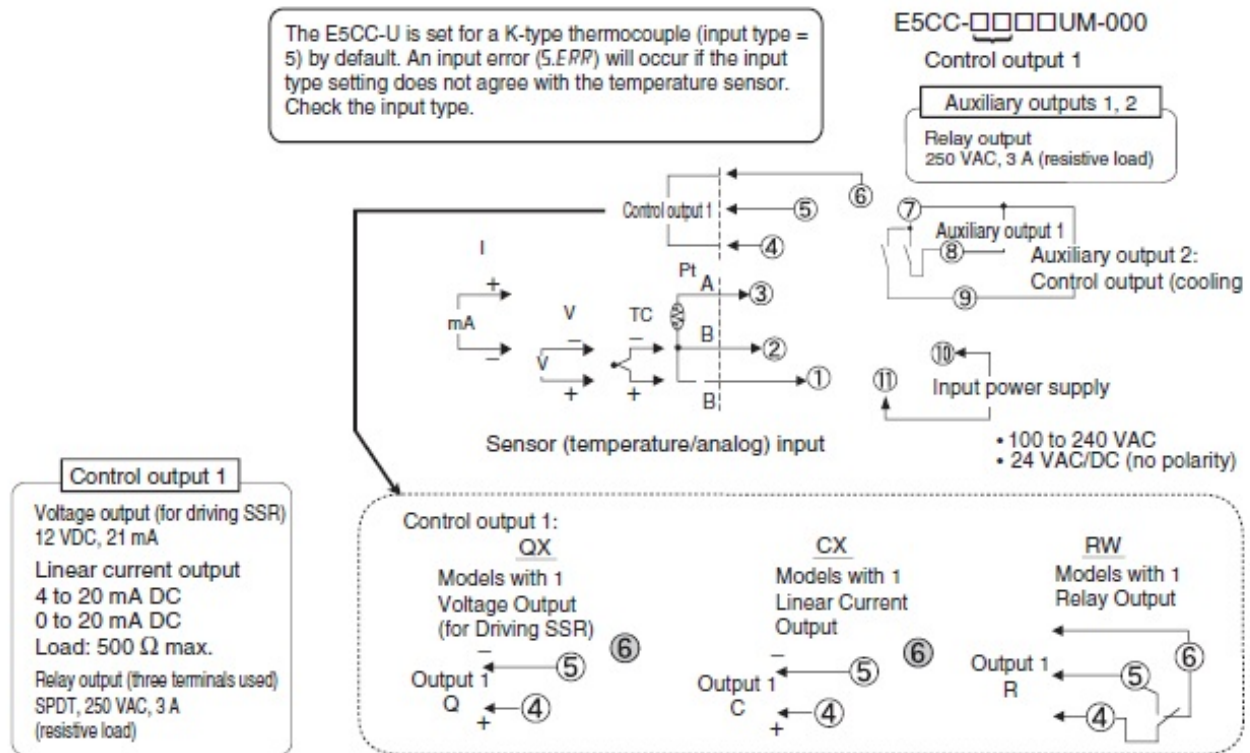 The E5CC-U is set for a K-type thermocouple (input type =
5) by default. An input error (S.ERR) will occur if the input
type setting does not agree with the temperature sensor.
Check the input type.
E5CC-□□□□UM-000
Control output 1
Auxiliary outputs 1, 2
Relay output
250 VAC, 3 A (resistive load)
Control output 1
⑥
⑤
④
⑦
Auxiliary output 1
⑧
Auxiliary output 2:
Control output (cooling
⑨
I
+
mA
−
V
−
V
+
TC
−
+
Pt
A
③
B
②
①
B
⑩
⑪
Input power supply
• 100 to 240 VAC
• 24 VAC/DC (no polarity)
Sensor (temperature/analog) input
Control output 1
Voltage output (for driving SSR)
12 VDC, 21 mA
Linear current output
4 to 20 mA DC
0 to 20 mA DC
Load: 500 Ω max.
Relay output (three terminals used)
SPDT, 250 VAC, 3 A
(resistive load)
Control output 1:
QX
Models with 1
Voltage Output
(for Driving SSR)
⑥
−
⑤
Output 1
Q
④
+
CX
Models with 1
Linear Current
Output
⑥
−
⑤
Output 1
C
④
+
RW
Models with 1
Relay Output
⑥
Output 1
R
⑤
④